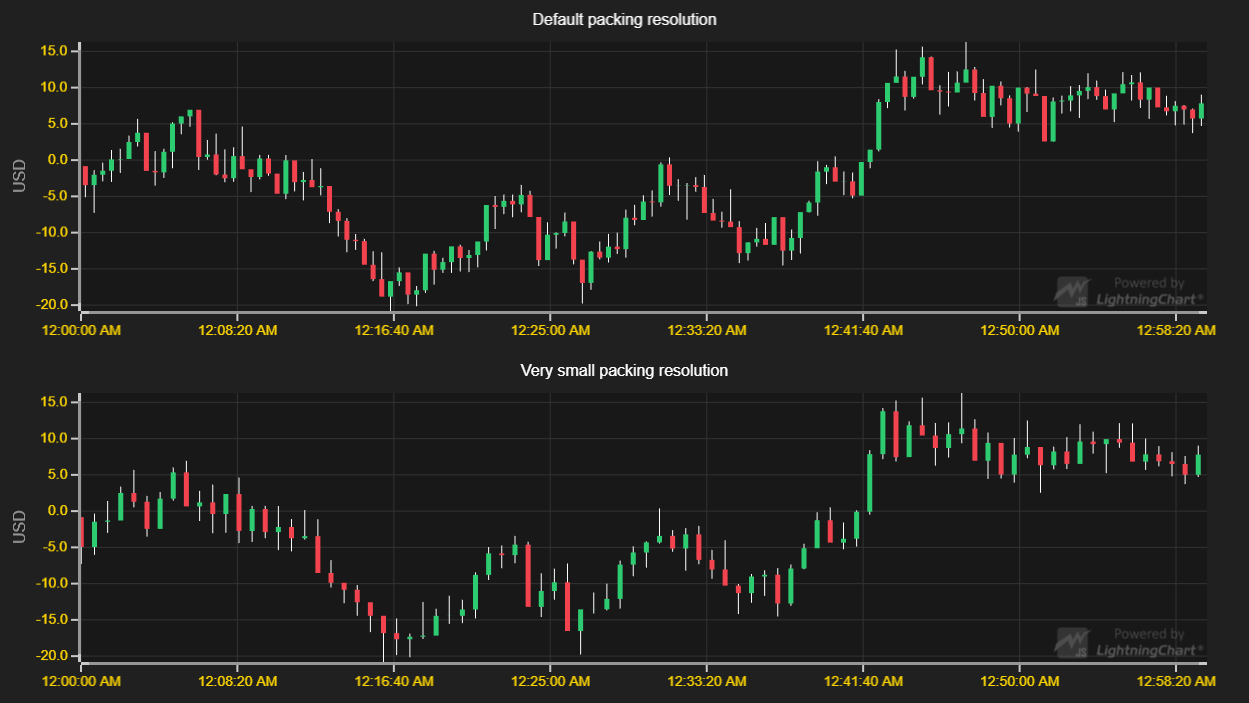 Default packing resolution
15.0
10.0
5.0
0.0
-5.0
-10.0
-15.0
-20.0
USD
Powered by
JS LightningChart®
12:00:00 AM 12:08:20 AM 12:16:40 AM 12:25:00 AM 12:33:20 AM 12:41:40 AM 12:50:00 AM 12:58:20 AM
Very small packing resolution
15.0
10.0
5.0
0.0
-5.0
-10.0
-15.0
-20.0
USD
Powered by
JS LightningChart®
12:00:00 AM 12:08:20 AM 12:16:40 AM 12:25:00 AM 12:33:20 AM 12:41:40 AM 12:50:00 AM 12:58:20 AM